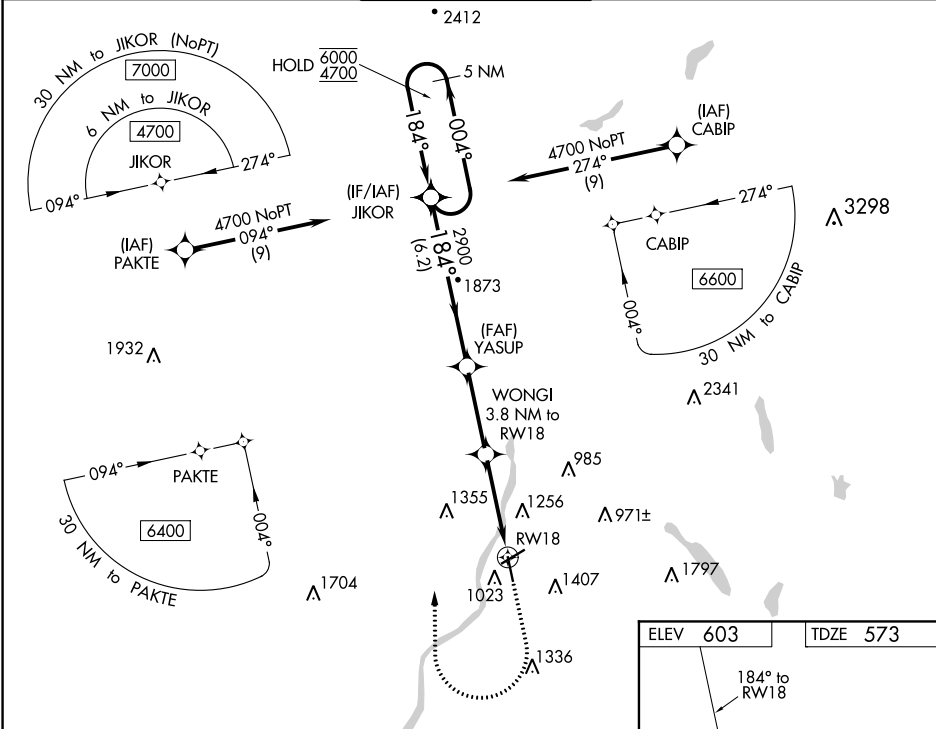 2412
30 NM to JIKOR (NoPT)
7000
6 NM to JIKOR
4700
JIKOR
094°
274°
HOLD 6000
4700
5 NM
184°
004°
(IF/IAF)
JIKOR
(IAF)
CABIP
4700 NoPT
274°
(9)
4700 NoPT
094°
(9)
(IAF)
PAKTE
2900
184°
(6.2)
1873
274°
CABIP
6600
004°
30 NM to CABIP
3298
1932
(FAF)
YASUP
2341
WONGI
3.8 NM to
RW18
094°
PAKTE
6400
004°
30 NM to PAKTE
985
1355
1256
971±
RW18
1704
1023
1407
1797
1336
ELEV 603
TDZE 573
184° to
RW18